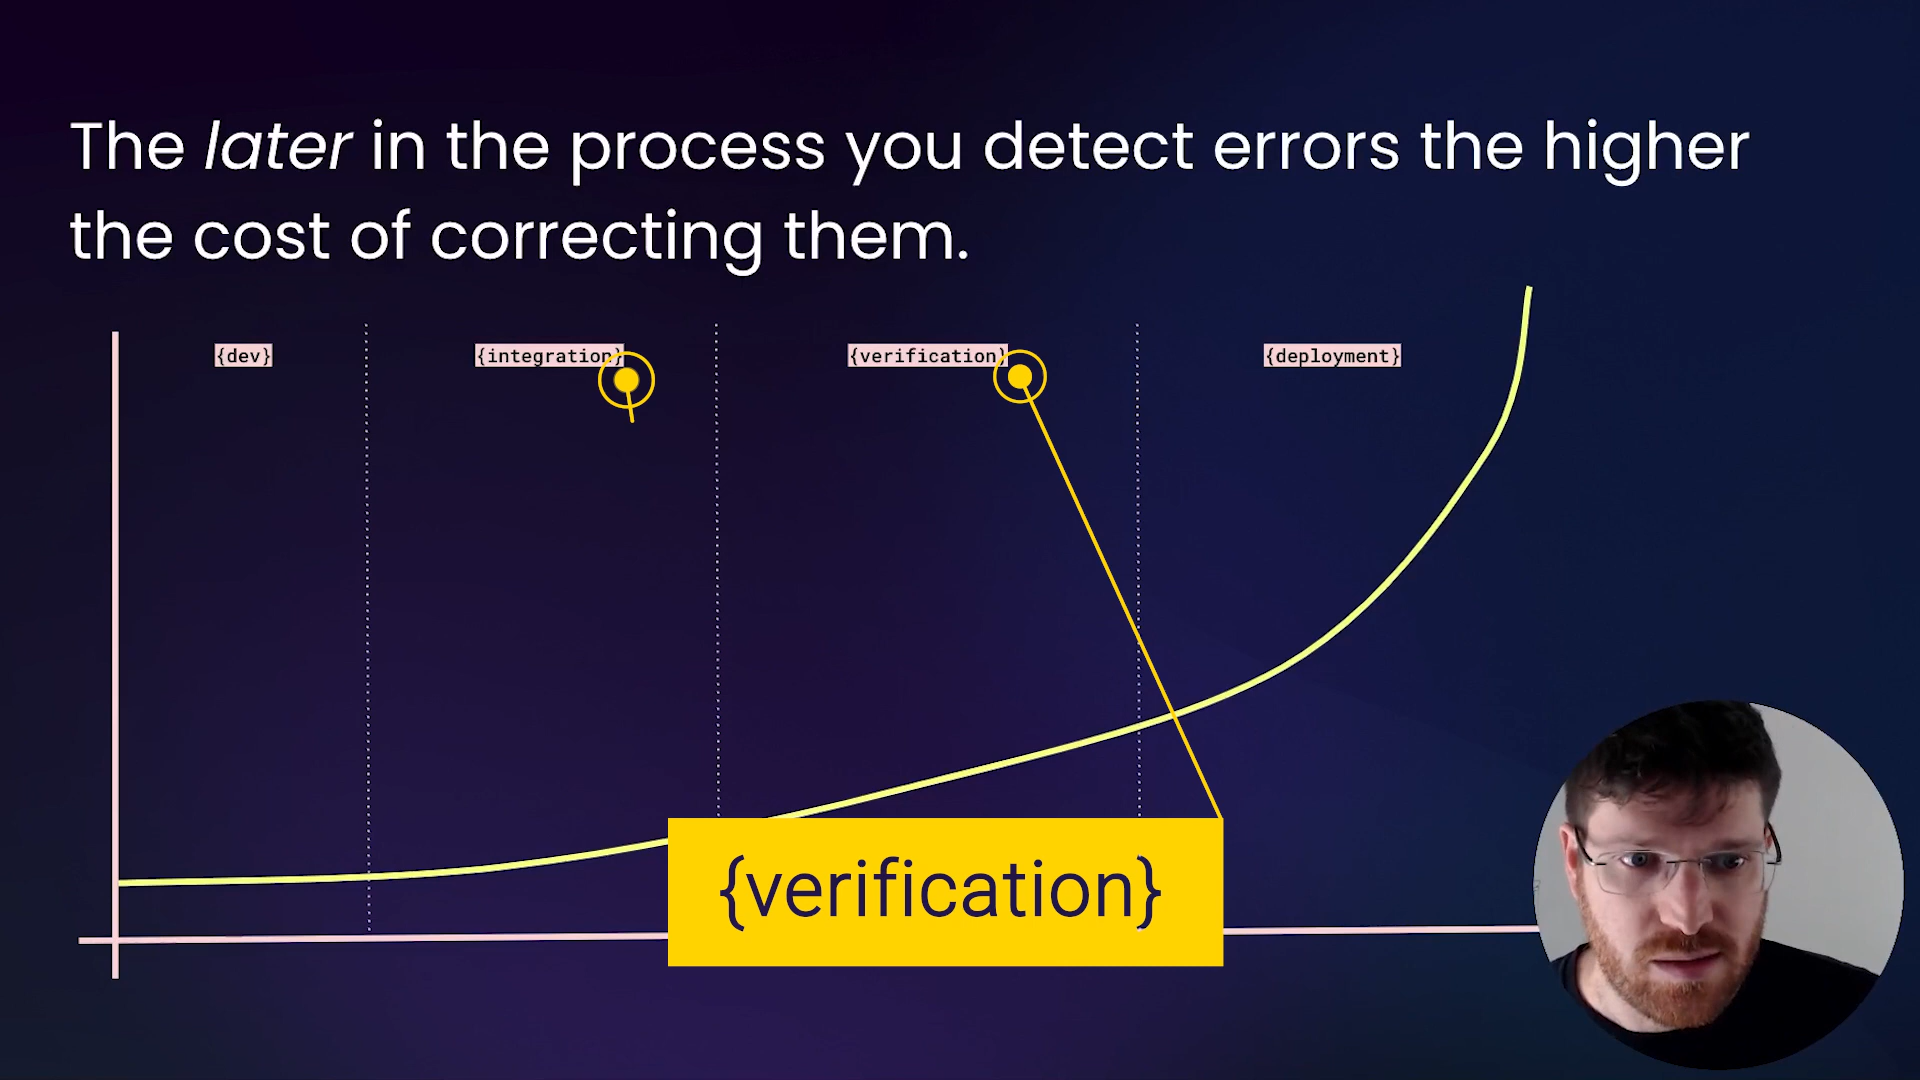 The later in the process you detect errors the higher
the cost of correcting them.
{dev}
{integration}
{verification}
{deployment}
{verification}